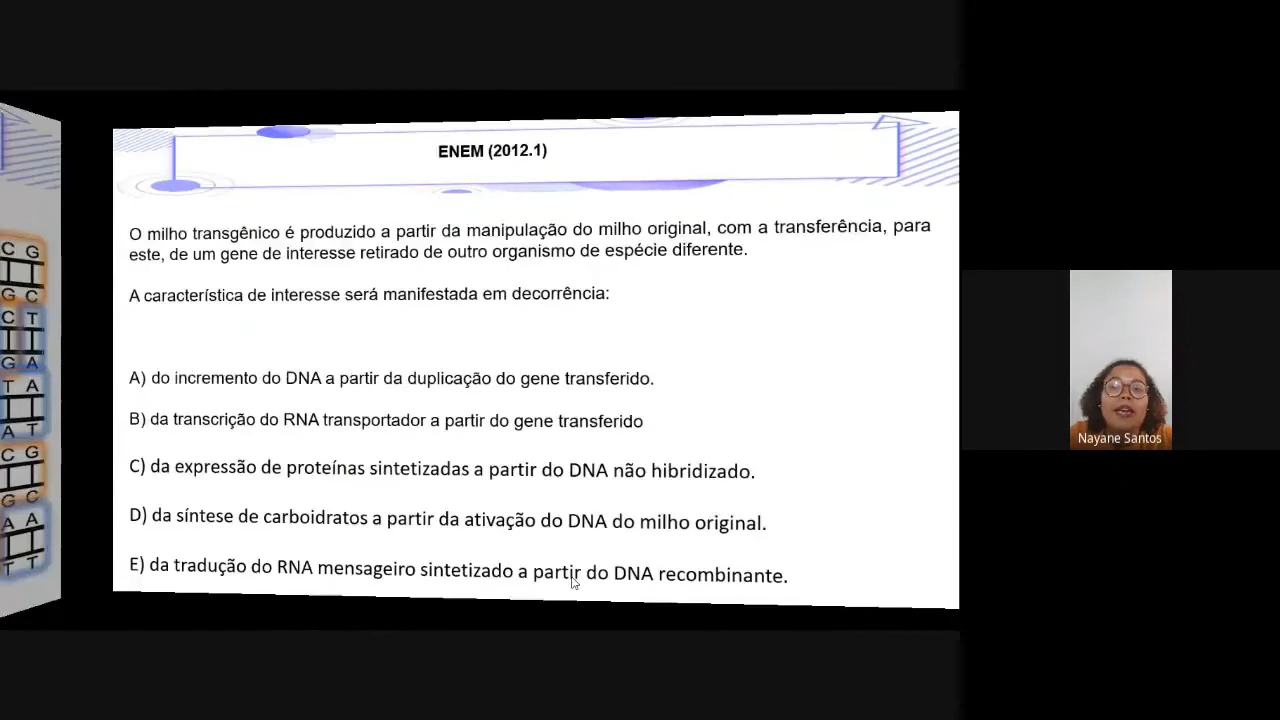 ENEM (2012.1)
O milho transgênico é produzido a partir da manipulação do milho original, com a transferência, para
este, de um gene de interesse retirado de outro organismo de espécie diferente.
A característica de interesse será manifestada em decorrência:
A) do incremento do DNA a partir da duplicação do gene transferido.
B) da transcrição do RNA transportador a partir do gene transferido
C) da expressão de proteínas sintetizadas a partir do DNA não hibridizado.
D) da síntese de carboidratos a partir da ativação do DNA do milho original.
E) da tradução do RNA mensageiro sintetizado a partir do DNA recombinante.
C G
G C
C T
G A
T A
A T
C G
G C
A A
T T
Nayane Santos